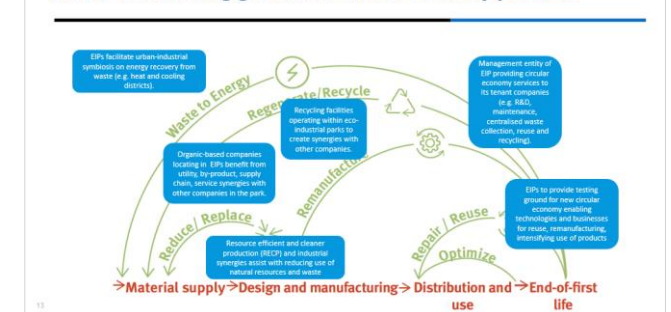 EIPs facilitate urban-industrial
symbiosis on energy recovery from
waste (e.g. heat and cooling
districts).
Management entity of
EIP providing circular
economy services to
its tenant companies
(e.g. R&D,
maintenance,
centralised waste
collection, reuse and
recycling).
Waste to Energy
Regenerate/Recycle
Recycling facilities
operating within eco-
industrial parks to
create synergies with
other companies.
Organic-based companies
locating in EIPs benefit from
utility, by-product, supply
chain, service synergies with
other companies in the park.
Remanufactur
EIPs to provide testing
ground for new circular
economy enabling
technologies and businesses
for reuse, remanufacturing,
intensifying use of products
Reduce/ Replace
Repair / Reuse
Resource efficient and cleaner
production (RECP) and industrial
synergies assist with reducing use of
natural resources and waste
Optimize
Material supply
Design and manufacturing
Distribution and
use
End-of-first
life
13